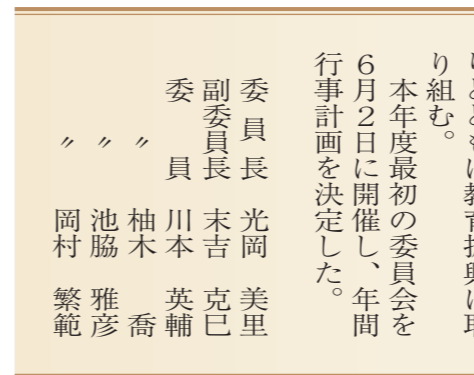 り組む。
本年度最初の委員会を
6月2日に開催し、年間
行事計画を決定した。
委員長 光岡 美里
副委員長 末吉 克巳
委員 川本 英輔
〃 柚木 喬
〃 池脇 雅彦
〃 岡村 繁範